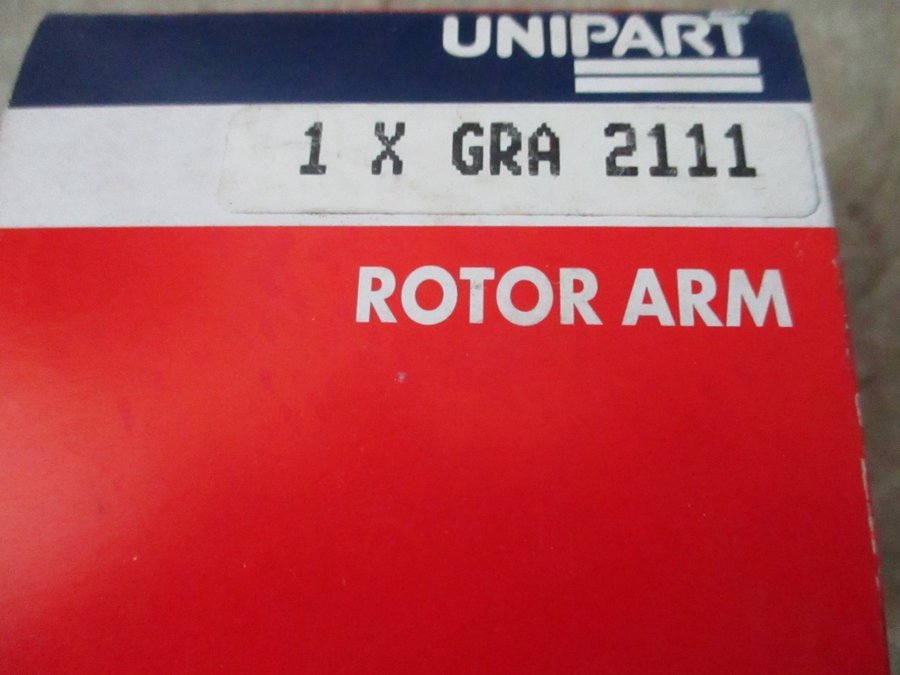 UNIPART
1 X GRA 2111
ROTOR ARM